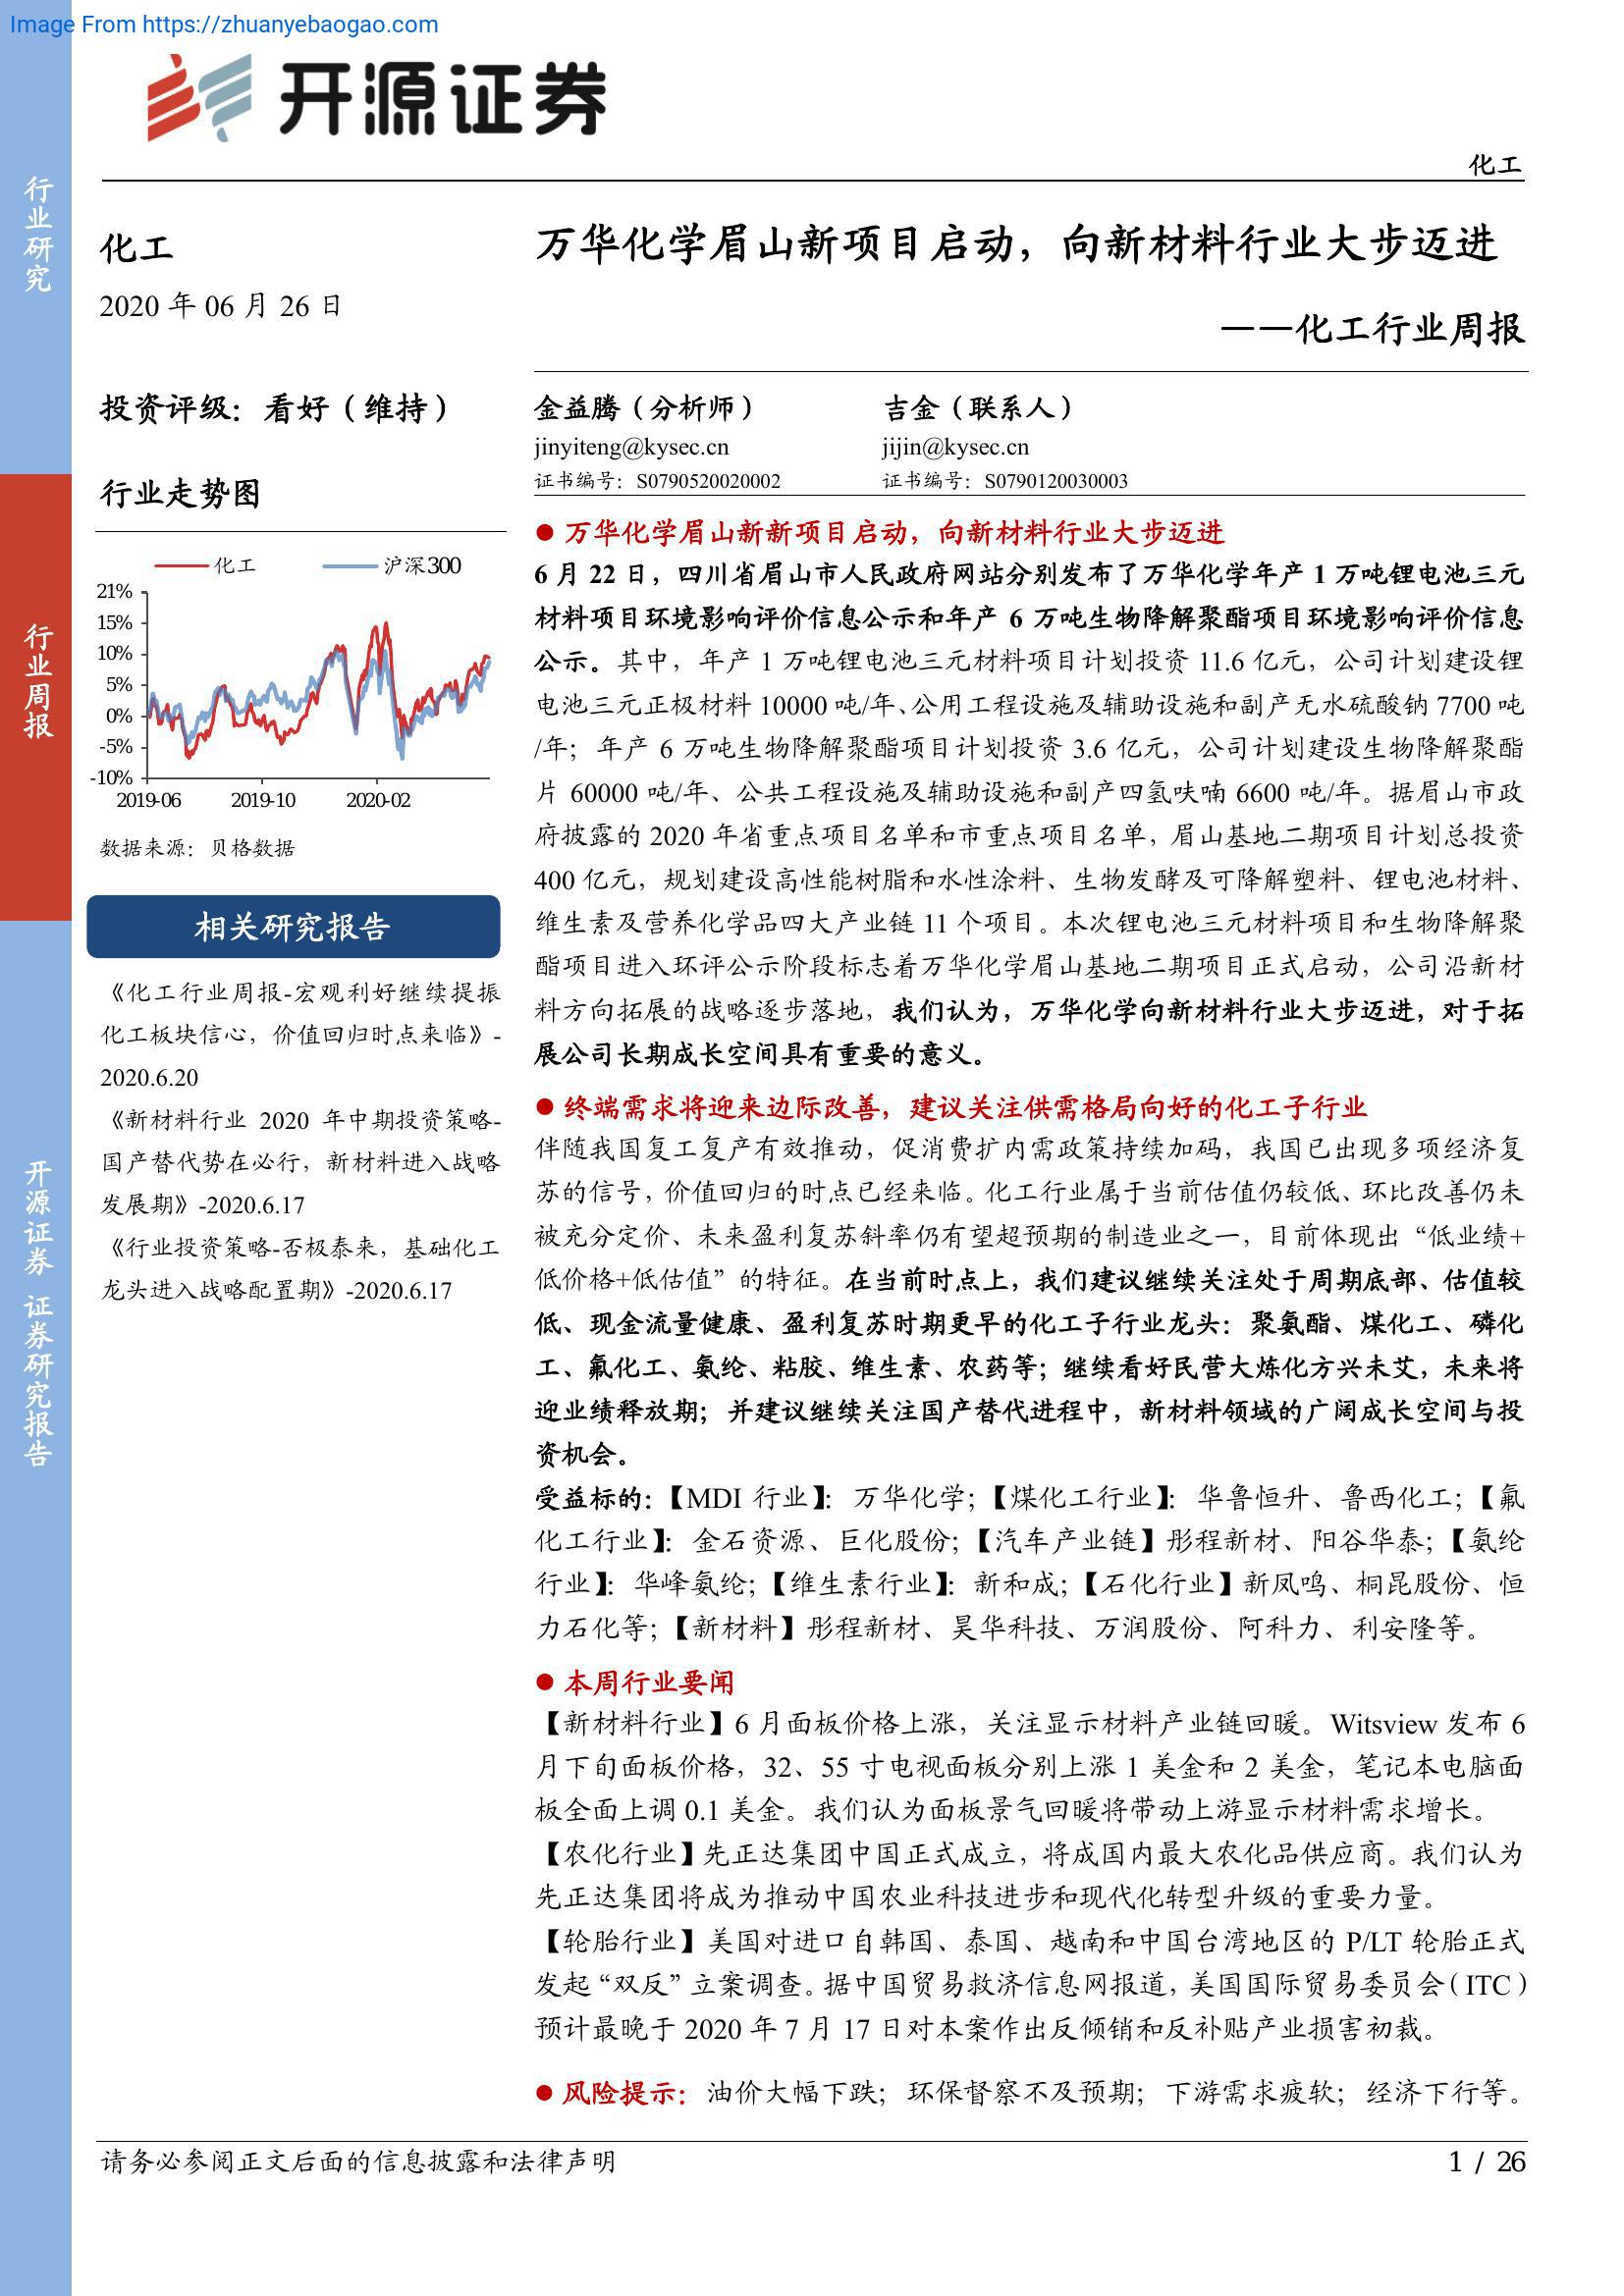 Image From https://zhuanyebaogao.com
开源证券
化工
行业研究
行业周报
开源证券 证券研究报告
化工
2020 年 06 月 26 日
投资评级：看好（维持）
行业走势图
化工 沪深300
21%
15%
10%
5%
0%
-5%
-10%
2019-06 2019-10 2020-02
数据来源：贝格数据
相关研究报告
《化工行业周报-宏观利好继续提振
化工板块信心，价值回归时点来临》-
2020.6.20
《新材料行业 2020 年中期投资策略-
国产替代势在必行，新材料进入战略
发展期》-2020.6.17
《行业投资策略-否极泰来，基础化工
龙头进入战略配置期》-2020.6.17
万华化学眉山新项目启动，向新材料行业大步迈进
——化工行业周报
金益腾（分析师） 吉金（联系人）
jinyiteng@kysec.cn jijin@kysec.cn
证书编号：S0790520020002 证书编号：S0790120030003
● 万华化学眉山新新项目启动，向新材料行业大步迈进
6 月 22 日，四川省眉山市人民政府网站分别发布了万华化学年产 1 万吨锂电池三元
材料项目环境影响评价信息公示和年产 6 万吨生物降解聚酯项目环境影响评价信息
公示。其中，年产 1 万吨锂电池三元材料项目计划投资 11.6 亿元，公司计划建设锂
电池三元正极材料 10000 吨/年、公用工程设施及辅助设施和副产无水硫酸钠 7700 吨
/年；年产 6 万吨生物降解聚酯项目计划投资 3.6 亿元，公司计划建设生物降解聚酯
片 60000 吨/年、公共工程设施及辅助设施和副产四氢呋喃 6600 吨/年。据眉山市政
府披露的 2020 年省重点项目名单和市重点项目名单，眉山基地二期项目计划总投资
400 亿元，规划建设高性能树脂和水性涂料、生物发酵及可降解塑料、锂电池材料、
维生素及营养化学品四大产业链 11 个项目。本次锂电池三元材料项目和生物降解聚
酯项目进入环评公示阶段标志着万华化学眉山基地二期项目正式启动，公司沿新材
料方向拓展的战略逐步落地，我们认为，万华化学向新材料行业大步迈进，对于拓
展公司长期成长空间具有重要的意义。
● 终端需求将迎来边际改善，建议关注供需格局向好的化工子行业
伴随我国复工复产有效推动，促消费扩内需政策持续加码，我国已出现多项经济复
苏的信号，价值回归的时点已经来临。化工行业属于当前估值仍较低、环比改善仍未
被充分定价、未来盈利复苏斜率仍有望超预期的制造业之一，目前体现出“低业绩+
低价格+低估值”的特征。在当前时点上，我们建议继续关注处于周期底部、估值较
低、现金流量健康、盈利复苏时期更早的化工子行业龙头：聚氨酯、煤化工、磷化
工、氟化工、氨纶、粘胶、维生素、农药等；继续看好民营大炼化方兴未艾，未来将
迎业绩释放期；并建议继续关注国产替代进程中，新材料领域的广阔成长空间与投
资机会。
受益标的：【MDI 行业】：万华化学；【煤化工行业】：华鲁恒升、鲁西化工；【氟
化工行业】：金石资源、巨化股份；【汽车产业链】彤程新材、阳谷华泰；【氨纶
行业】：华峰氨纶；【维生素行业】：新和成；【石化行业】新凤鸣、桐昆股份、恒
力石化等；【新材料】彤程新材、昊华科技、万润股份、阿科力、利安隆等。
● 本周行业要闻
【新材料行业】6 月面板价格上涨，关注显示材料产业链回暖。Witsview 发布 6
月下旬面板价格，32、55 寸电视面板分别上涨 1 美金和 2 美金，笔记本电脑面
板全面上调 0.1 美金。我们认为面板景气回暖将带动上游显示材料需求增长。
【农化行业】先正达集团中国正式成立，将成国内最大农化品供应商。我们认为
先正达集团将成为推动中国农业科技进步和现代化转型升级的重要力量。
【轮胎行业】美国对进口自韩国、泰国、越南和中国台湾地区的 P/LT 轮胎正式
发起“双反”立案调查。据中国贸易救济信息网报道，美国国际贸易委员会（ITC）
预计最晚于 2020 年 7 月 17 日对本案作出反倾销和反补贴产业损害初裁。
● 风险提示：油价大幅下跌；环保督察不及预期；下游需求疲软；经济下行等。
请务必参阅正文后面的信息披露和法律声明
1 / 26